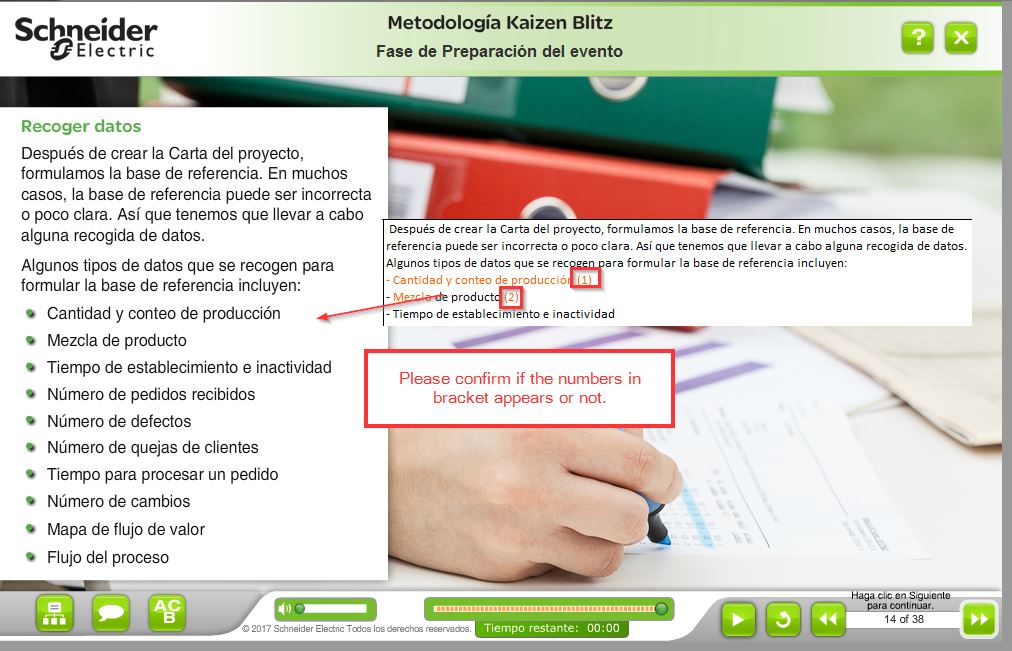 Schneider
Electric
Metodología Kaizen Blitz
Fase de Preparación del evento
?
X
Recoger datos
Después de crear la Carta del proyecto,
formulamos la base de referencia. En muchos
casos, la base de referencia puede ser incorrecta
o poco clara. Así que tenemos que llevar a cabo
alguna recogida de datos.
Algunos tipos de datos que se recogen para
formular la base de referencia incluyen:
Cantidad y conteo de producción
Mezcla de producto
Tiempo de establecimiento e inactividad
Número de pedidos recibidos
Número de defectos
Número de quejas de clientes
Tiempo para procesar un pedido
Número de cambios
Mapa de flujo de valor
Flujo del proceso
Después de crear la Carta del proyecto, formulamos la base de referencia. En muchos casos, la base de
referencia puede ser incorrecta o poco clara. Así que tenemos que llevar a cabo alguna recogida de datos.
Algunos tipos de datos que se recogen para formular la base de referencia incluyen:
- Cantidad y conteo de producción (1)
- Mezcla de producto (2)
- Tiempo de establecimiento e inactividad
Please confirm if the numbers in
bracket appears or not.
AC
B
© 2017 Schneider Electric Todos los derechos reservados.
Tiempo restante: 00:00
Haga clic en Siguiente
para continuar.
14 of 38